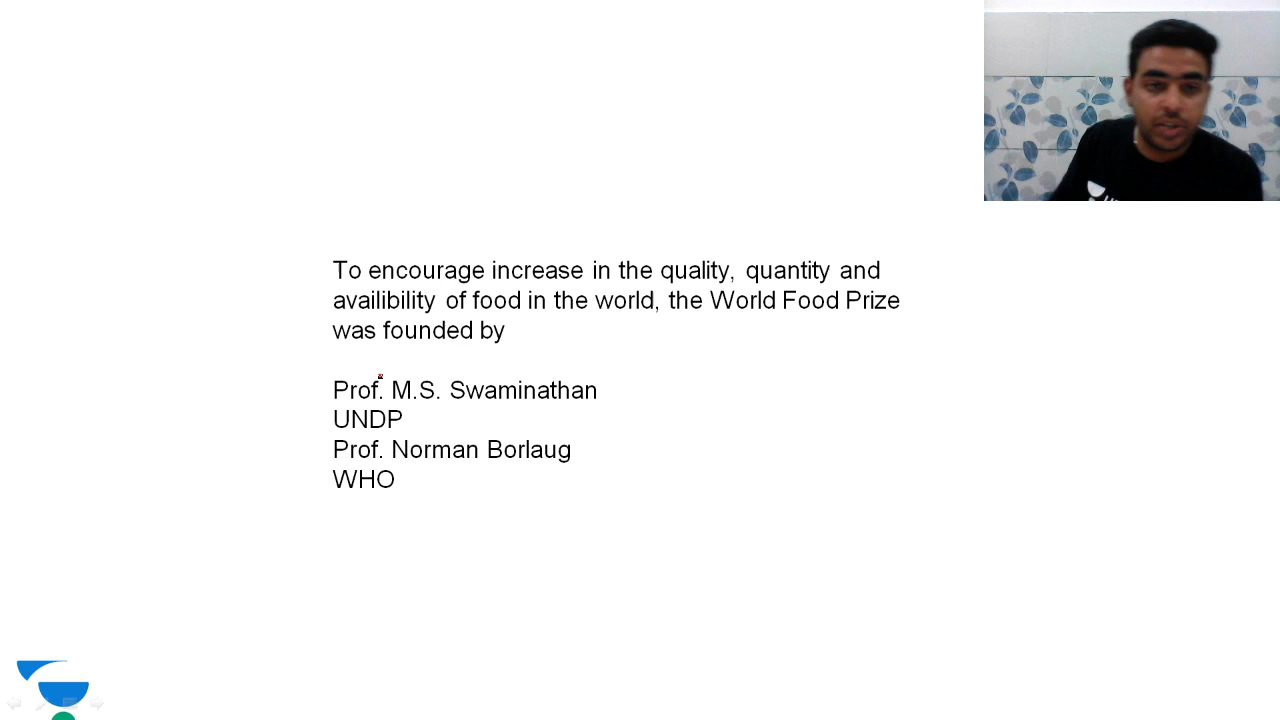 To encourage increase in the quality, quantity and
availibility of food in the world, the World Food Prize
was founded by
Prof. M.S. Swaminathan
UNDP
Prof. Norman Borlaug
WHO